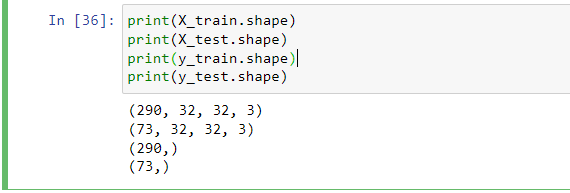 In [36]: print(X_train.shape)
print(X_test.shape)
print(y_train.shape)
print(y_test.shape)
(290, 32, 32, 3)
(73, 32, 32, 3)
(290,)
(73,)